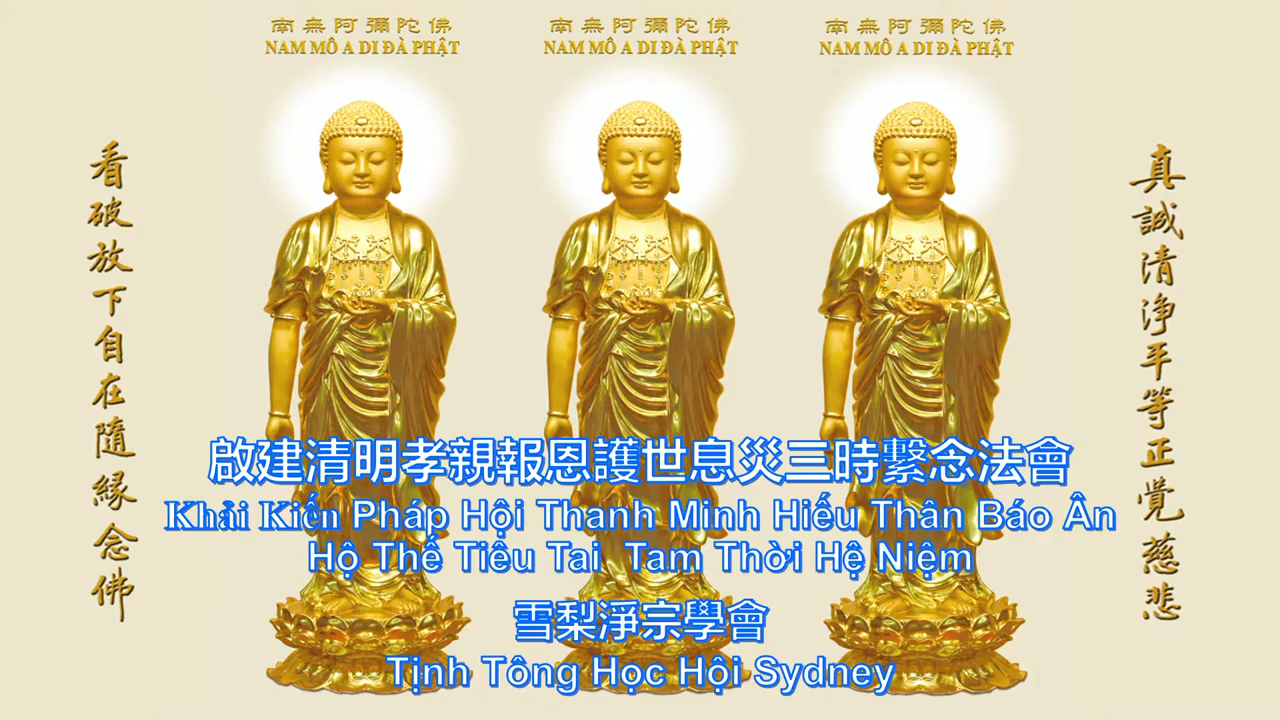 南無阿彌陀佛
NAM MÔ A DI ĐÀ PHẬT
南無阿彌陀佛
NAM MÔ A DI ĐÀ PHẬT
南無阿彌陀佛
NAM MÔ A DI ĐÀ PHẬT
真誠清淨平等正覺慈悲
看破放下自在隨緣念佛
啟建清明孝親報恩護世息災三時繫念法會
Khải Kiến Pháp Hội Thanh Minh Hiếu Thân Báo Ân
Hộ Thế Tiêu Tai Tam Thời Hệ Niệm
雪梨淨宗學會
Tịnh Tông Học Hội Sydney